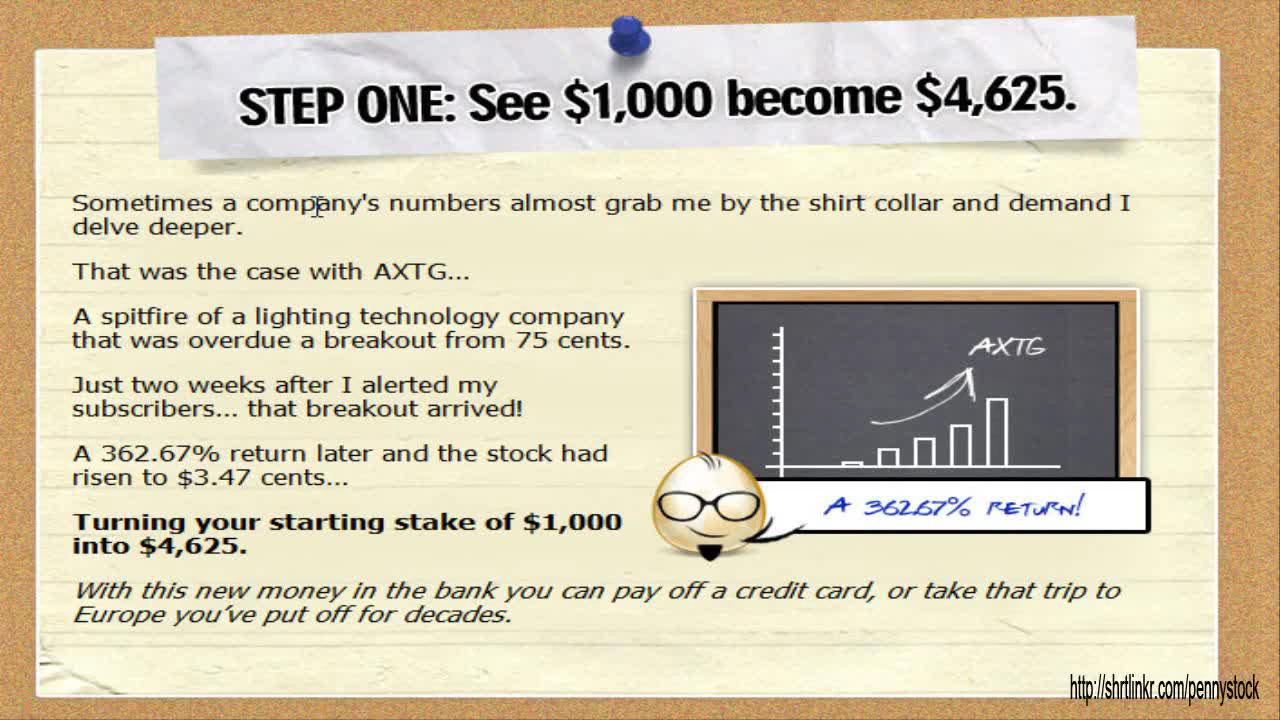 STEP ONE: See $1,000 become $4,625.
Sometimes a company's numbers almost grab me by the shirt collar and demand I
delve deeper.
That was the case with AXTG...
A spitfire of a lighting technology company
that was overdue a breakout from 75 cents.
Just two weeks after I alerted my
subscribers... that breakout arrived!
A 362.67% return later and the stock had
risen to $3.47 cents...
Turning your starting stake of $1,000
into $4,625.
AXTG
A 362.67% RETURN!
With this new money in the bank you can pay off a credit card, or take that trip to
Europe you've put off for decades.
http://shrtlinkr.com/pennystock